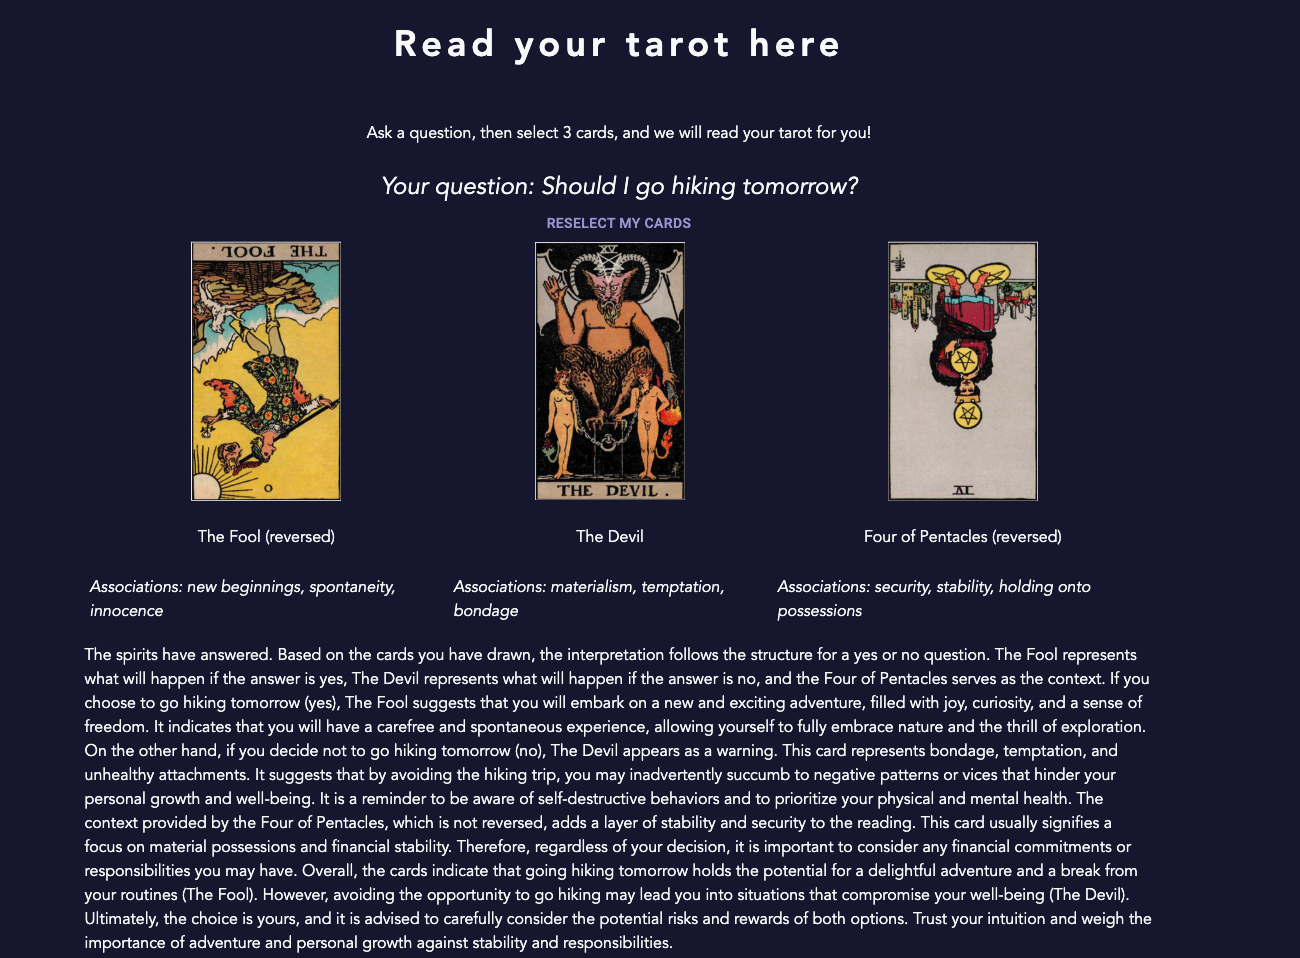 Read your tarot here
Ask a question, then select 3 cards, and we will read your tarot for you!
Your question: Should I go hiking tomorrow?
RESELECT MY CARDS
THE FOOL.
0
XV
THE DEVIL.
IV
The Fool (reversed)
The Devil
Four of Pentacles (reversed)
Associations: new beginnings, spontaneity,
innocence
Associations: materialism, temptation,
bondage
Associations: security, stability, holding onto
possessions
The spirits have answered. Based on the cards you have drawn, the interpretation follows the structure for a yes or no question. The Fool represents
what will happen if the answer is yes, The Devil represents what will happen if the answer is no, and the Four of Pentacles serves as the context. If you
choose to go hiking tomorrow (yes), The Fool suggests that you will embark on a new and exciting adventure, filled with joy, curiosity, and a sense of
freedom. It indicates that you will have a carefree and spontaneous experience, allowing yourself to fully embrace nature and the thrill of exploration.
On the other hand, if you decide not to go hiking tomorrow (no), The Devil appears as a warning. This card represents bondage, temptation, and
unhealthy attachments. It suggests that by avoiding the hiking trip, you may inadvertently succumb to negative patterns or vices that hinder your
personal growth and well-being. It is a reminder to be aware of self-destructive behaviors and to prioritize your physical and mental health. The
context provided by the Four of Pentacles, which is not reversed, adds a layer of stability and security to the reading. This card usually signifies a
focus on material possessions and financial stability. Therefore, regardless of your decision, it is important to consider any financial commitments or
responsibilities you may have. Overall, the cards indicate that going hiking tomorrow holds the potential for a delightful adventure and a break from
your routines (The Fool). However, avoiding the opportunity to go hiking may lead you into situations that compromise your well-being (The Devil).
Ultimately, the choice is yours, and it is advised to carefully consider the potential risks and rewards of both options. Trust your intuition and weigh the
importance of adventure and personal growth against stability and responsibilities.